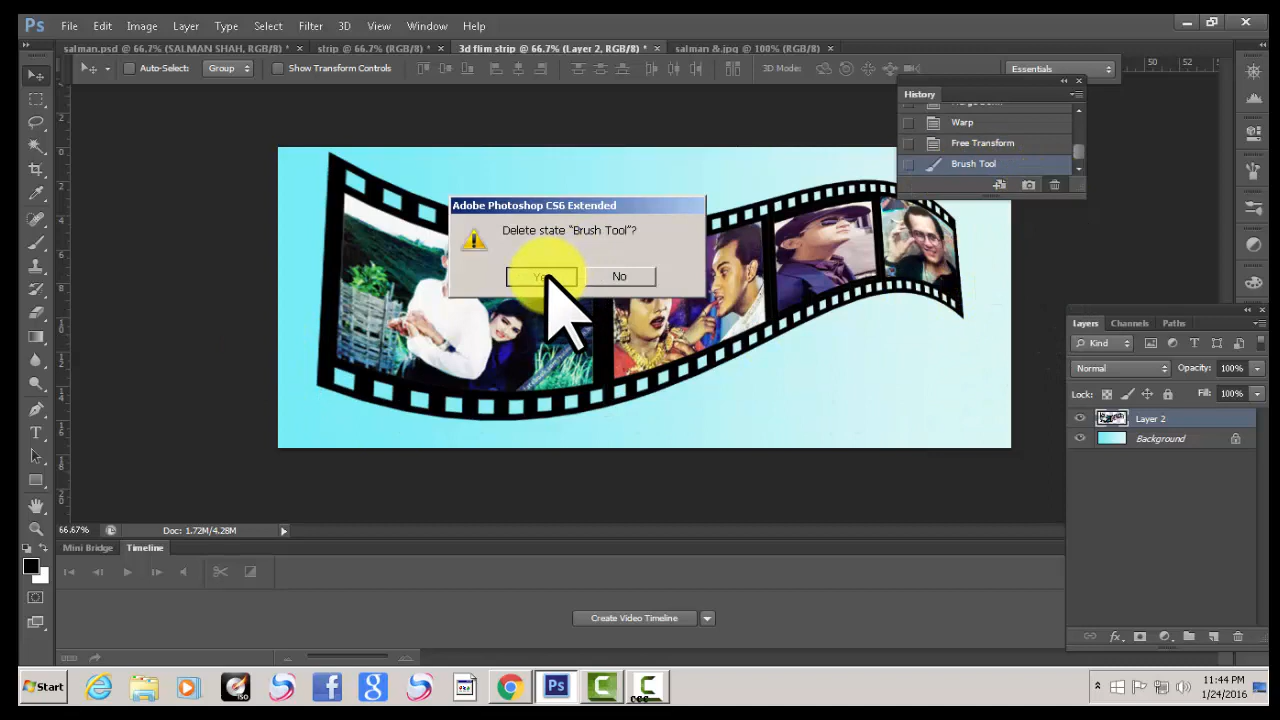 Ps File Edit Image Layer Type Select Filter 3D View Window Help
salman.psd @ 66.7% (SALMAN SHAH, RGB/8) * × strip @ 66.7% (RGB/8) * × 3d flim strip @ 66.7% (Layer 2, RGB/8) * × salman &.jpg @ 100% (RGB/8) ×
Auto-Select: Group Show Transform Controls 3D Mode: Essentials 50 52
History
Warp
Free Transform
Brush Tool
Adobe Photoshop CS6 Extended
Delete state "Brush Tool"?
No
Layers Channels Paths
Kind
Normal Opacity: 100%
Lock: Fill: 100%
Layer 2
Background
66.67% Doc: 1.72M/4.28M
Mini Bridge Timeline
Create Video Timeline
Start Ps 11:44 PM
1/24/2016